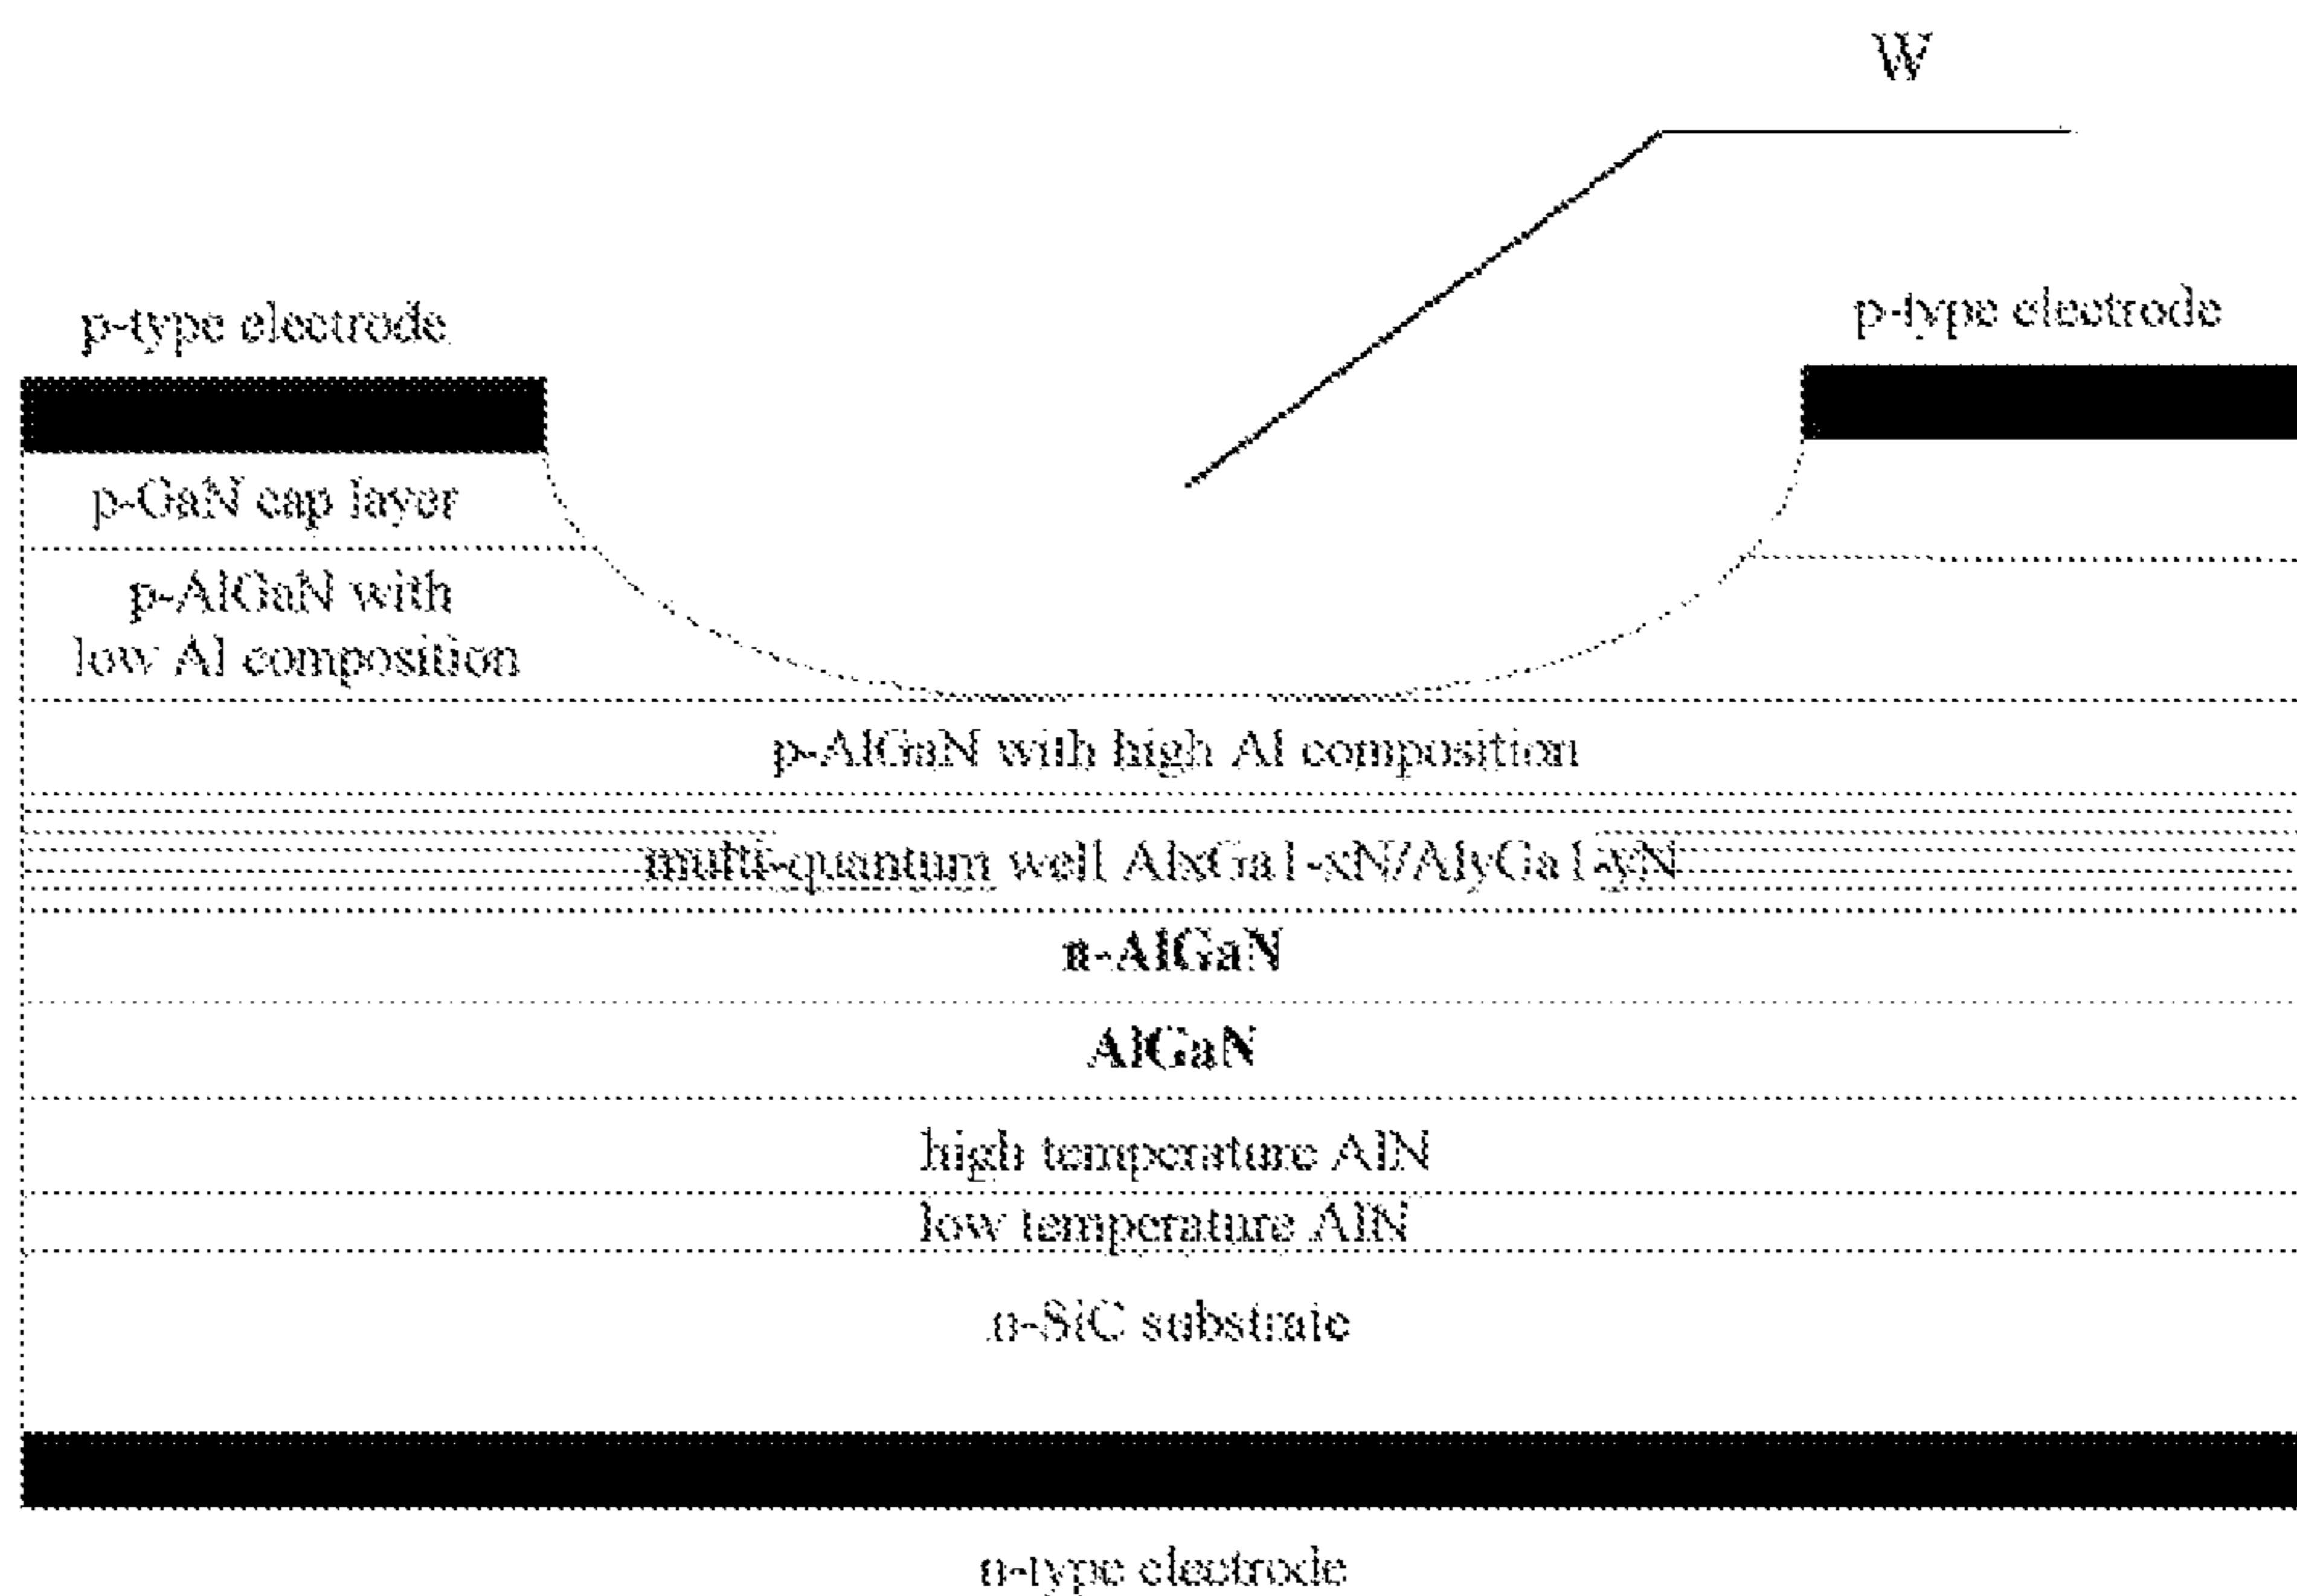 W
p-type electrode
p-type electrode
p-GaN cap layer
p-AlGaN with
low Al composition
p-AlGaN with high Al composition
multi-quantum well AlxGa1-xN/AlyGa1-yN
n-AlGaN
AlGaN
high temperature AlN
low temperature AlN
n-SiC substrate
n-type electrode